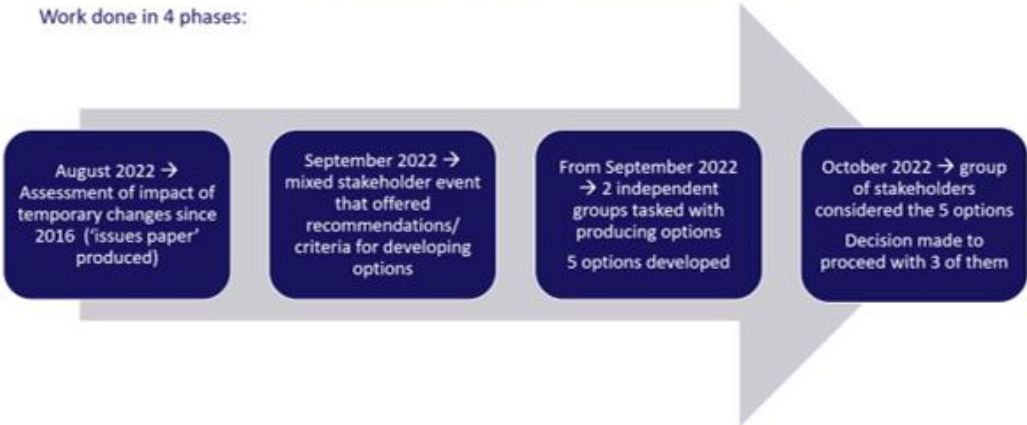 Work done in 4 phases:
August 2022 →
Assessment of impact of
temporary changes since
2016 ('issues paper'
produced)
September 2022 →
mixed stakeholder event
that offered
recommendations/
criteria for developing
options
From September 2022
→ 2 independent
groups tasked with
producing options
5 options developed
October 2022 → group
of stakeholders
considered the 5 options
Decision made to
proceed with 3 of them